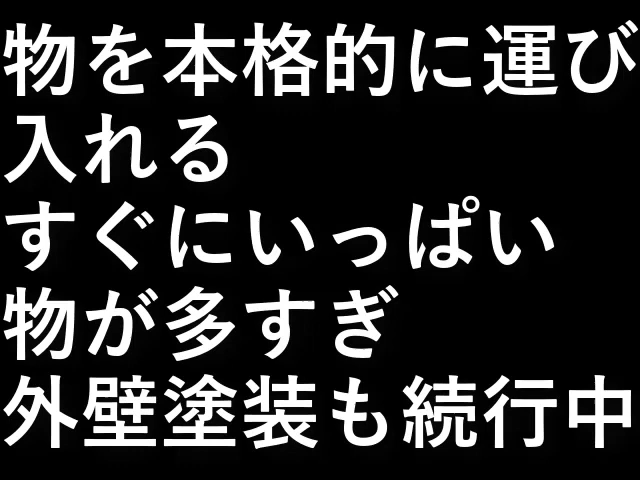 物を本格的に運び
入れる
すぐにいっぱい
物が多すぎ
外壁塗装も続行中